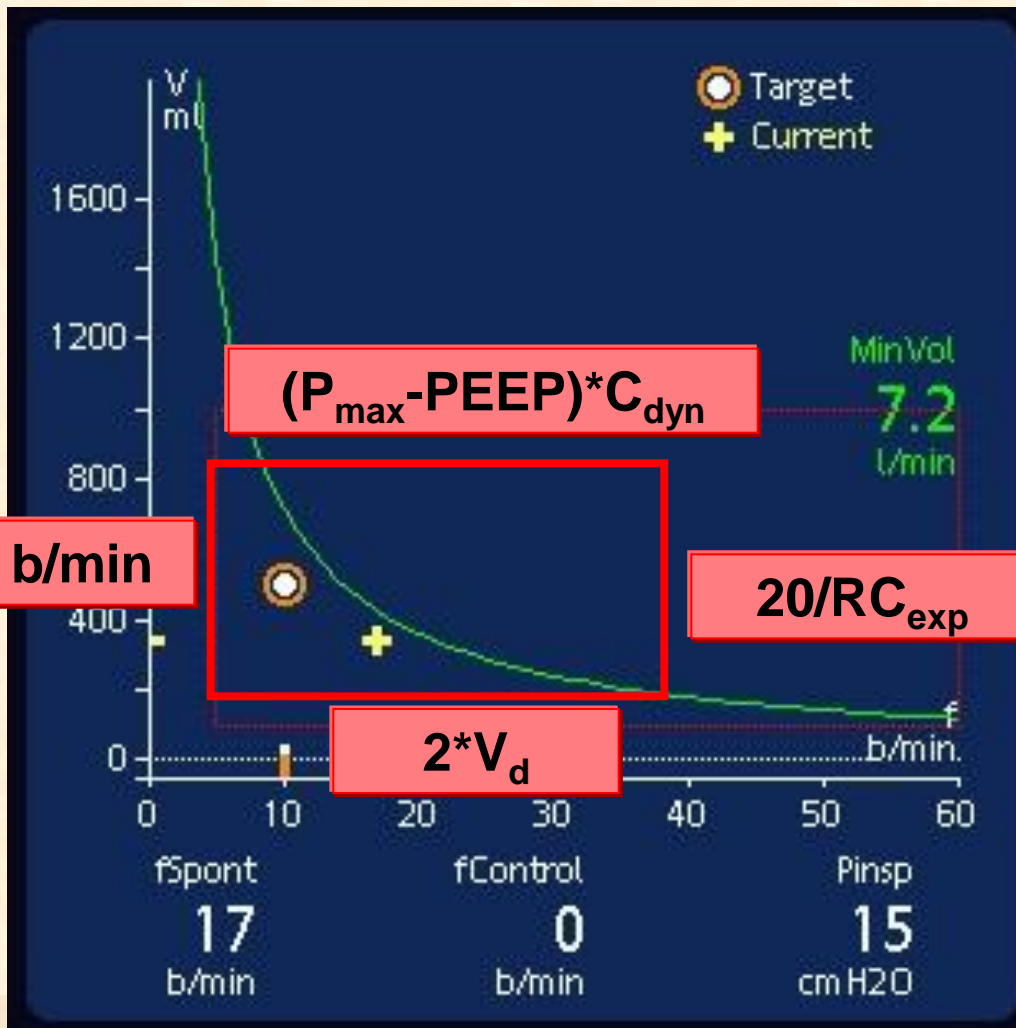 V
ml
Target
Current
1600
1200
MinVol
(Pmax-PEEP)*Cdyn
7.2
l/min
800
b/min
20/RCexp
400
2*Vd
f
b/min
0
0 10 20 30 40 50 60
fSpont fControl Pinsp
17 0 15
b/min b/min cmH2O